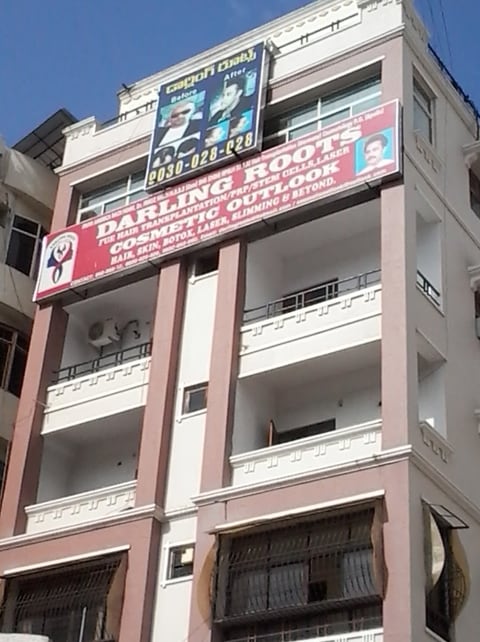 డార్లింగ్ రూట్స్
Before After
9030-028-028
DARLING ROOTS
FUE HAIR TRANSPLANTATION/PRP/STEM CELLS, LASER
COSMETIC OUTLOOK
HAIR, SKIN, BOTOX, LASER, SLIMMING & BEYOND.